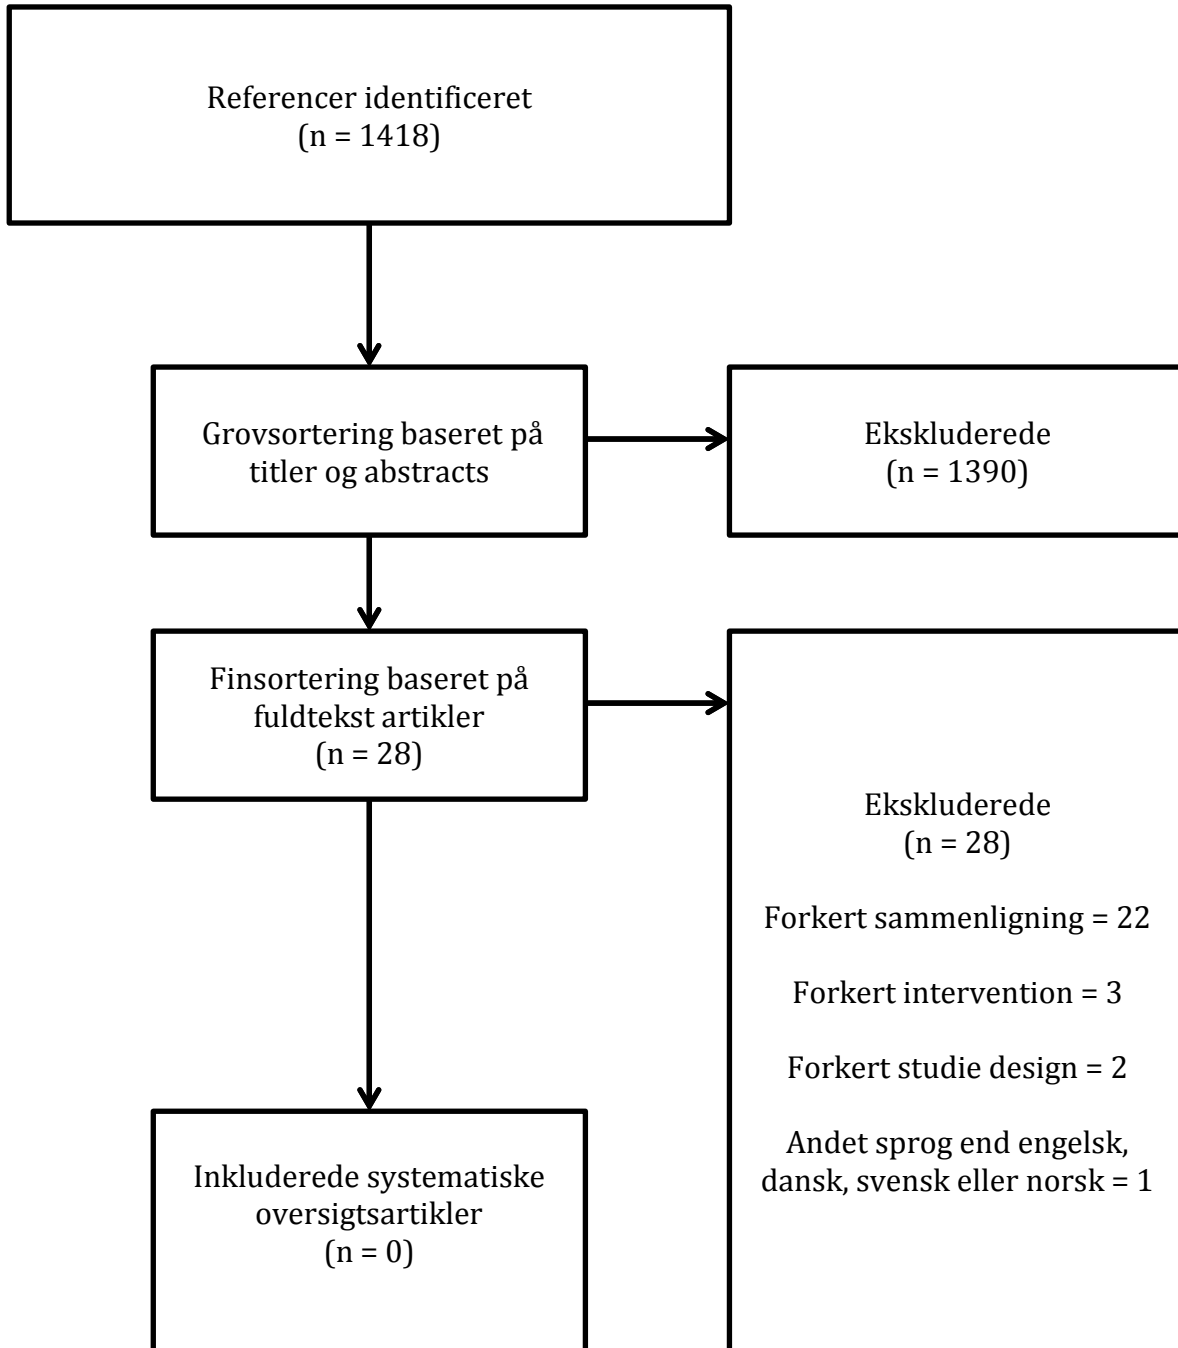 Referencer identificeret
(n = 1418)
Grovsortering baseret på
titler og abstracts
Ekskluderede
(n = 1390)
Finsortering baseret på
fuldtekst artikler
(n = 28)
Ekskluderede
(n = 28)
Forkert sammenligning = 22
Forkert intervention = 3
Forkert studie design = 2
Andet sprog end engelsk,
dansk, svensk eller norsk = 1
Inkluderede systematiske
oversigtsartikler
(n = 0)